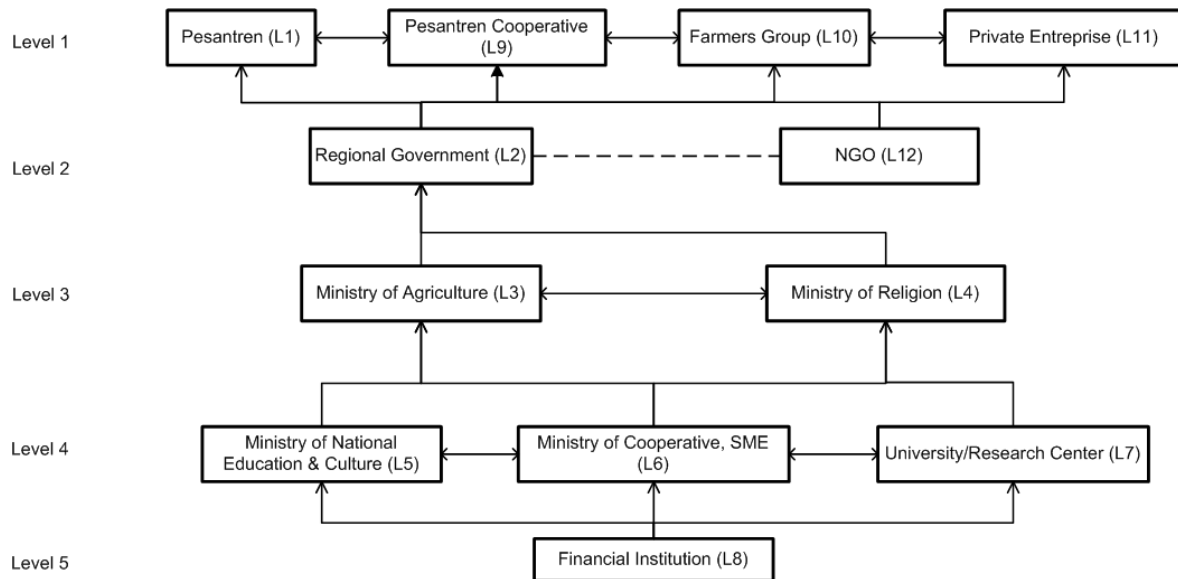 Level 1
Pesantren (L1)
Pesantren Cooperative
(L9)
Farmers Group (L10)
Private Entreprise (L11)
Level 2
Regional Government (L2)
NGO (L12)
Level 3
Ministry of Agriculture (L3)
Ministry of Religion (L4)
Level 4
Ministry of National
Education & Culture (L5)
Ministry of Cooperative, SME
(L6)
University/Research Center (L7)
Level 5
Financial Institution (L8)